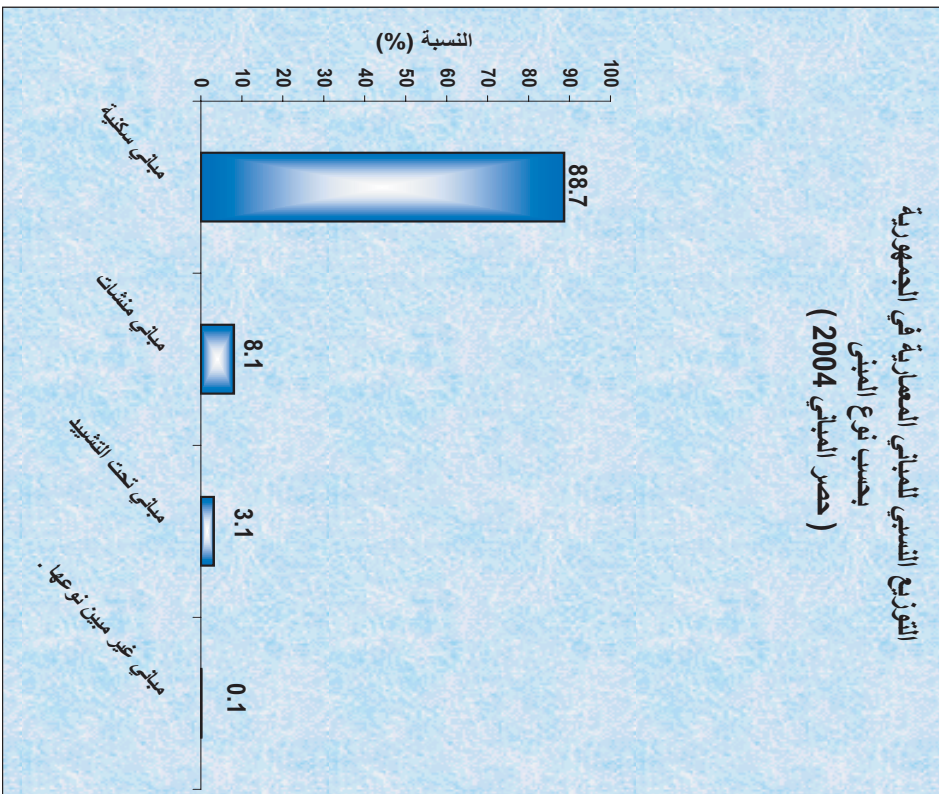 التوزيع النسبي للمباني المعمارية في الجمهورية
بحسب نوع المبنى
( حصر المباني 2004 )
النسبة (%)
100
90
80
70
60
50
40
30
20
10
0
88.7
8.1
3.1
0.1
مباني سكنية
مباني منشات
مباني تحت التشييد
مباني غير مبين نوعها .